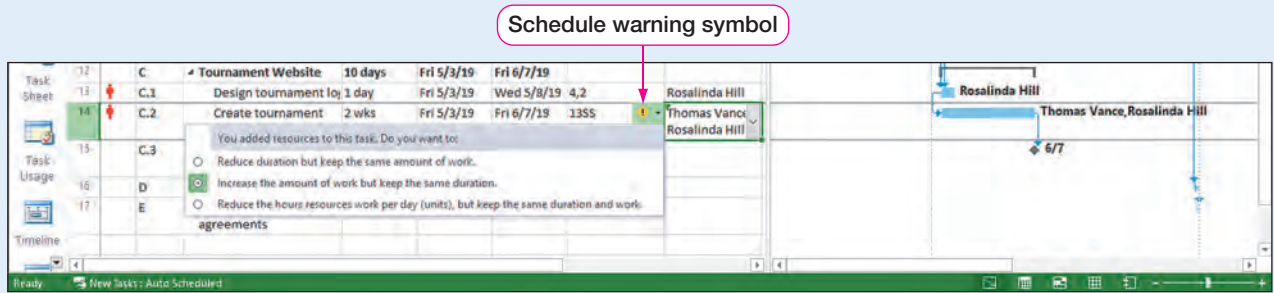 Schedule warning symbol
12 C Tournament Website 10 days Fri 5/3/19 Fri 6/7/19
Task Sheet
13 C.1 Design tournament log 1 day Fri 5/3/19 Wed 5/8/19 4,2 Rosalinda Hill Rosalinda Hill
14 C.2 Create tournament 2 wks Fri 5/3/19 Fri 6/7/19 13SS Thomas Vance Thomas Vance,Rosalinda Hill
Rosalinda Hill
You added resources to this task. Do you want to:
15 C.3 6/7
Reduce duration but keep the same amount of work.
Task Usage
16 D Increase the amount of work but keep the same duration.
17 E Reduce the hours resources work per day (units), but keep the same duration and work.
agreements
Timeline
Ready New Tasks : Auto Scheduled